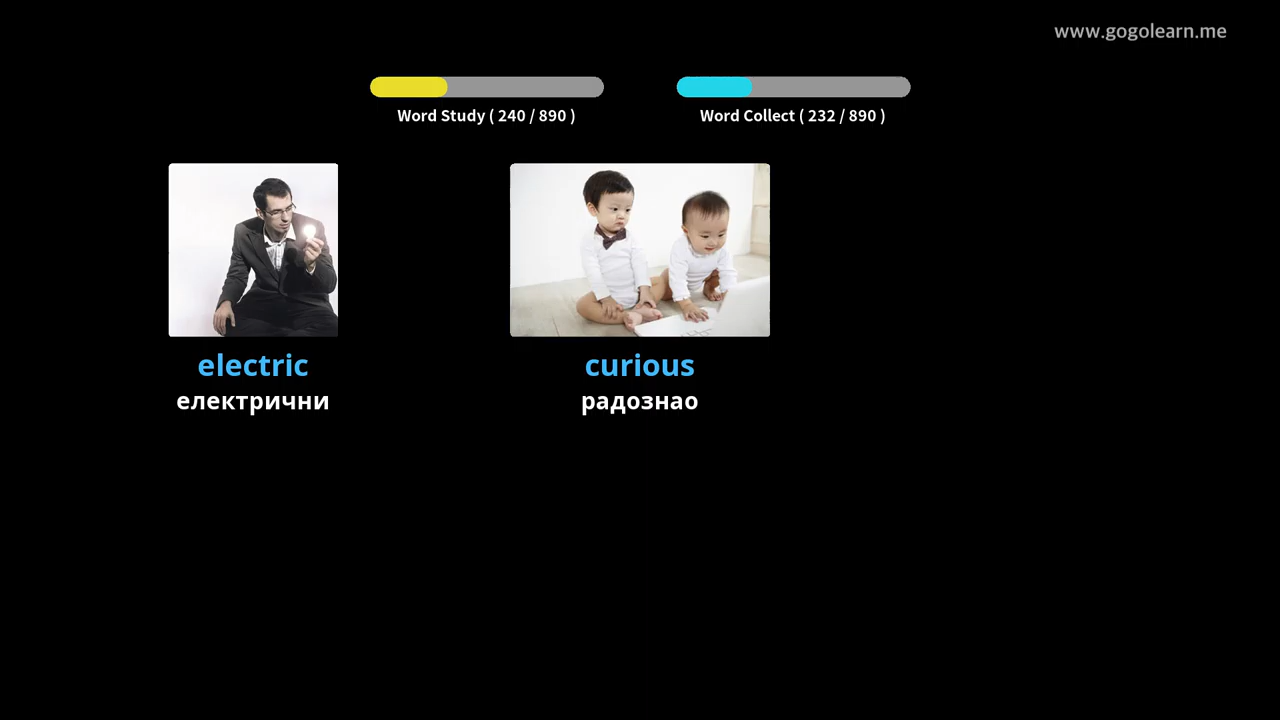 www.gogolearn.me
Word Study ( 240 / 890 )
Word Collect ( 232 / 890 )
electric
електрични
curious
радознао